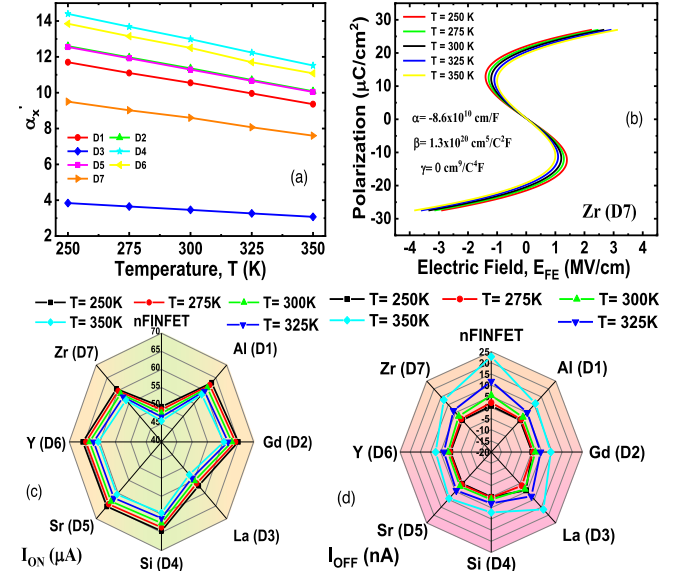 14
12
10
8
6
4
2
α_x'
D1 D2
D3 D4
D5 D6
D7
(a)
250 275 300 325 350
Temperature, T (K)
Polarization (μC/cm²)
30
20
10
0
-10
-20
-30
T = 250 K
T = 275 K
T = 300 K
T = 325 K
T = 350 K
α= -8.6x10¹⁰ cm/F
β= 1.3x10²⁰ cm⁵/C²F
γ= 0 cm⁹/C⁴F
(b)
Zr (D7)
-4 -3 -2 -1 0 1 2 3 4
Electric Field, E_FE (MV/cm)
T= 250K T= 275K T= 300K
T= 350K T= 325K
nFINFET
Al (D1)
Gd (D2)
La (D3)
Si (D4)
Sr (D5)
Y (D6)
Zr (D7)
70
65
60
55
50
45
40
(c)
I_ON (μA)
T= 250K T= 275K T= 300K
T= 350K T= 325K
nFINFET
Al (D1)
Gd (D2)
La (D3)
Si (D4)
Sr (D5)
Y (D6)
Zr (D7)
25
20
15
10
5
0
-5
-10
-15
-20
(d)
I_OFF (nA)